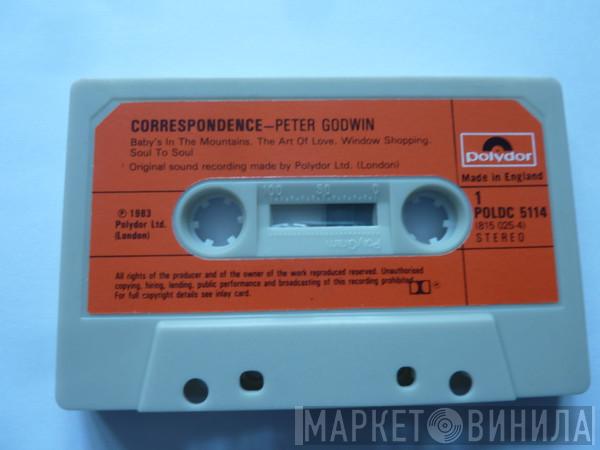 CORRESPONDENCE—PETER GODWIN
Baby's In The Mountains. The Art Of Love. Window Shopping.
Soul To Soul
Original sound recording made by Polydor Ltd. (London)
Polydor
Made in England
1
POLDC 5114
(815 025-4)
STEREO
100 50 0
PolyGram
℗ 1983
Polydor Ltd.
(London)
All rights of the producer and of the owner of the work reproduced reserved. Unauthorised
copying, hiring, lending, public performance and broadcasting of this recording prohibited.
For full copyright details see inlay card.
МАРКЕТ ВИНИЛА